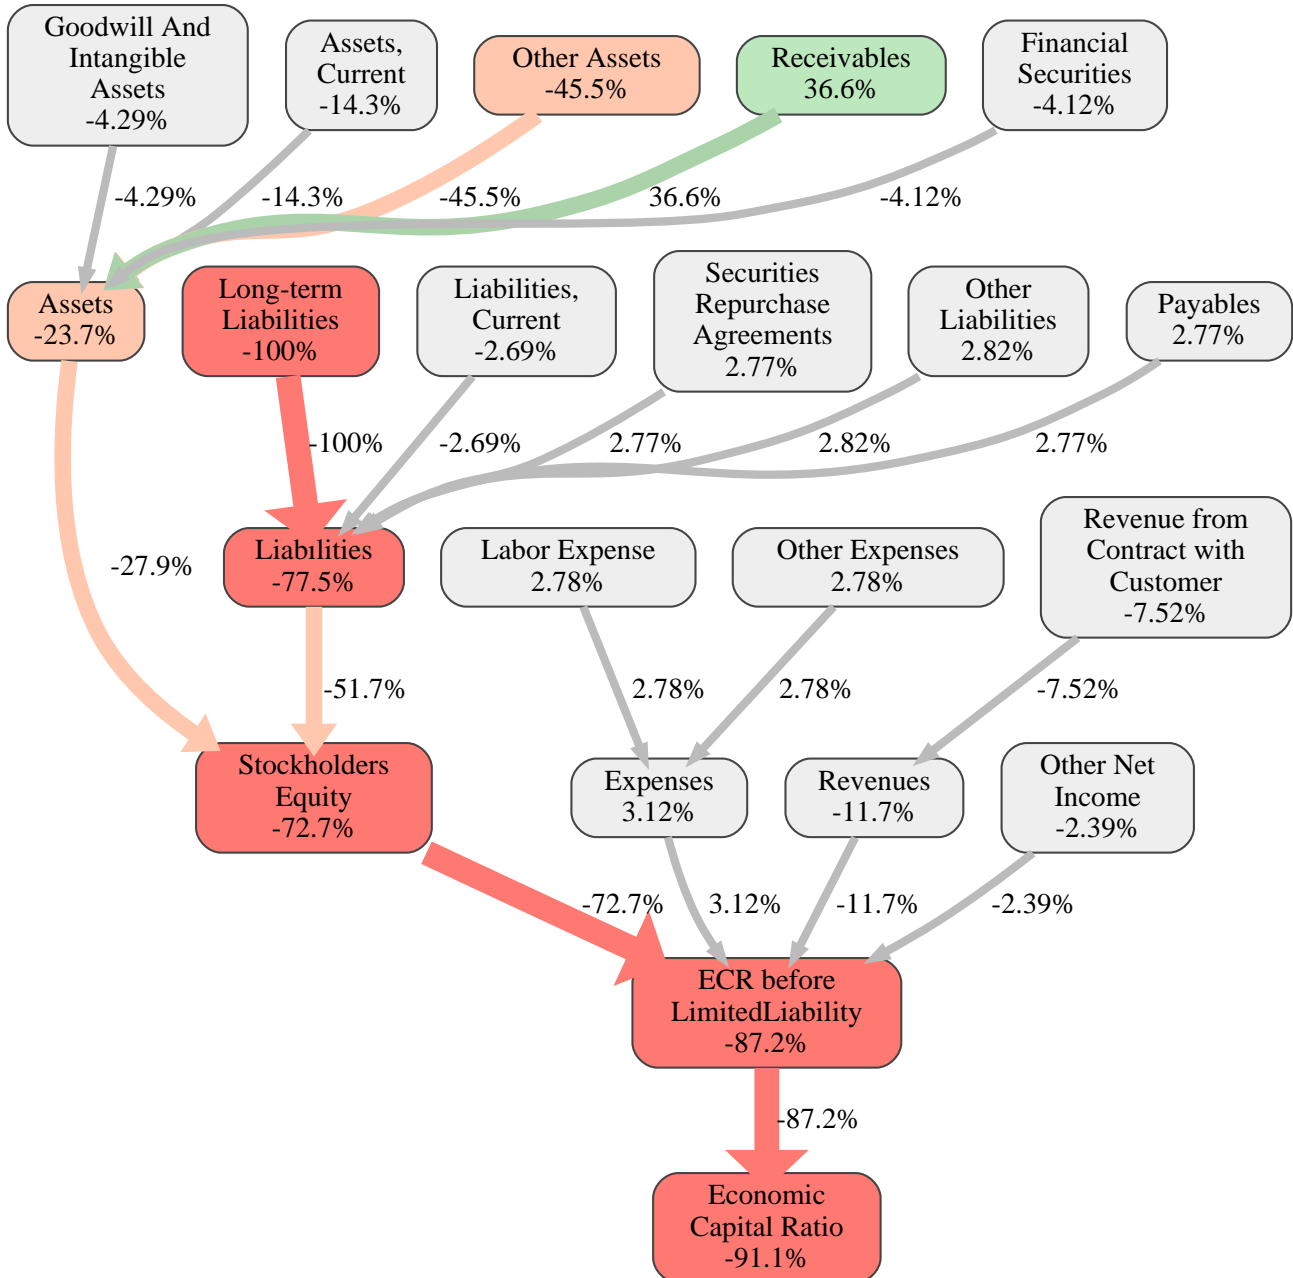 Goodwill And
Intangible
Assets
-4.29%
Assets,
Current
-14.3%
Other Assets
-45.5%
Receivables
36.6%
Financial
Securities
-4.12%
-4.29%
-14.3%
-45.5%
36.6%
-4.12%
Assets
-23.7%
Long-term
Liabilities
-100%
Liabilities,
Current
-2.69%
Securities
Repurchase
Agreements
2.77%
Other
Liabilities
2.82%
Payables
2.77%
-100%
-2.69%
2.77%
2.82%
2.77%
-27.9%
Liabilities
-77.5%
Labor Expense
2.78%
Other Expenses
2.78%
Revenue from
Contract with
Customer
-7.52%
-51.7%
2.78%
2.78%
-7.52%
Stockholders
Equity
-72.7%
Expenses
3.12%
Revenues
-11.7%
Other Net
Income
-2.39%
-72.7%
3.12%
-11.7%
-2.39%
ECR before
LimitedLiability
-87.2%
-87.2%
Economic
Capital Ratio
-91.1%